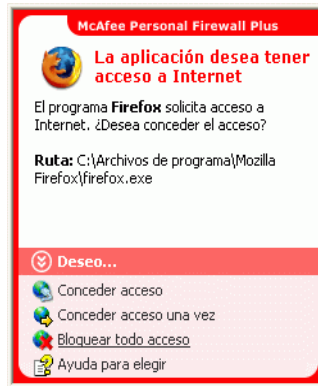 McAfee Personal Firewall Plus
La aplicación desea tener
acceso a Internet
El programa Firefox solicita acceso a
Internet. ¿Desea conceder el acceso?
Ruta: C:\Archivos de programa\Mozilla
Firefox\firefox.exe
Deseo...
Conceder acceso
Conceder acceso una vez
Bloquear todo acceso
Ayuda para elegir